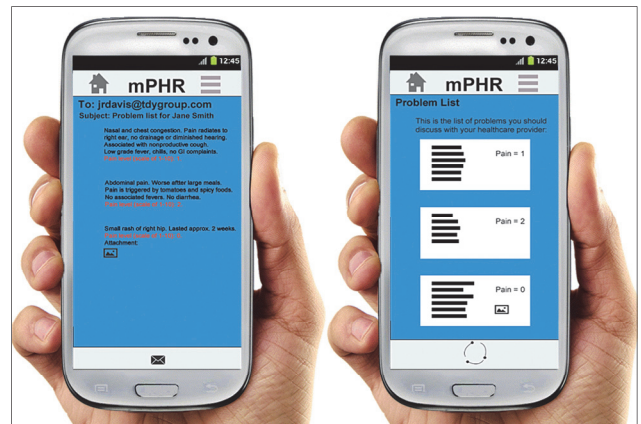 12:45
mPHR
To: jrdavis@tdygroup.com
Subject: Problem list for Jane Smith
Nasal and chest congestion. Pain radiates to
right ear, no drainage or diminished hearing.
Associated with nonproductive cough.
Low grade fever, chills, no GI complaints.
Abdominal pain. Worse after large meals.
Pain is triggered by tomatoes and spicy foods.
No associated fevers. No diarrhea.
Small rash of right hip. Lasted approx. 2 weeks.
Attachment:
12:45
mPHR
Problem List
This is the list of problems you should
discuss with your healthcare provider:
Pain = 1
Pain = 2
Pain = 0